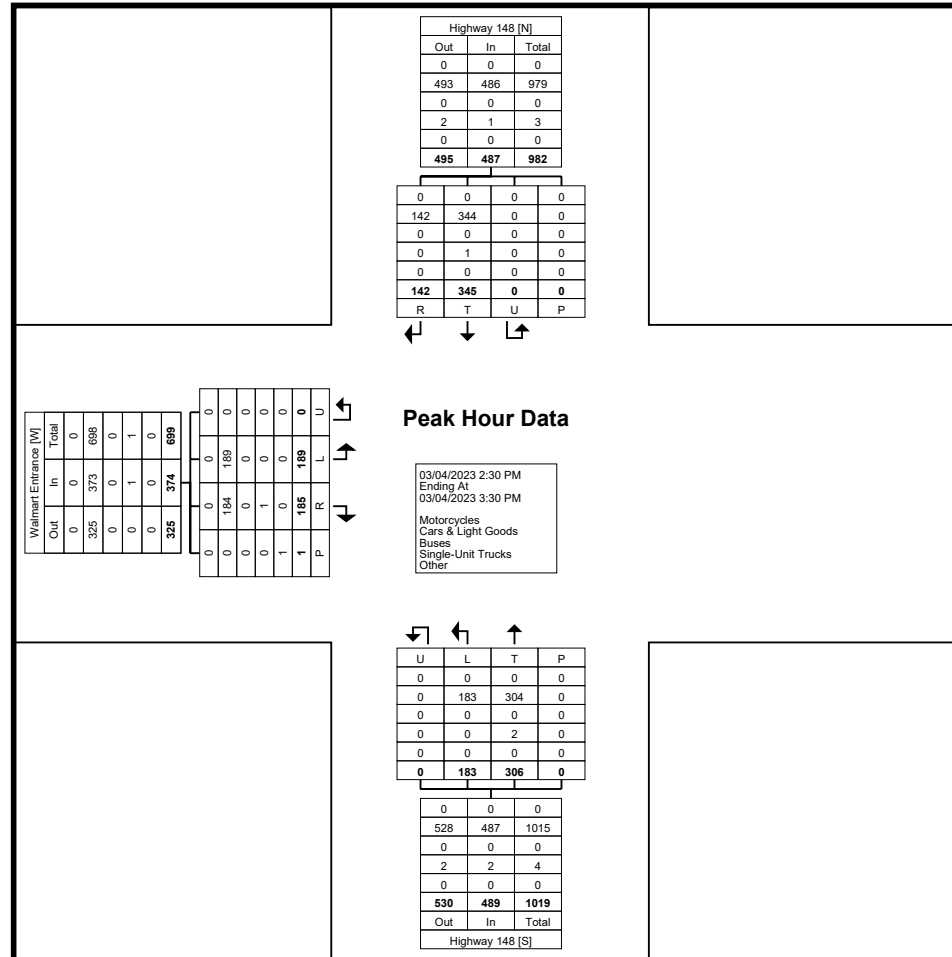 Highway 148 [N]
Out In Total
0 0 0
493 486 979
0 0 0
2 1 3
0 0 0
495 487 982
0 0 0 0
142 344 0 0
0 0 0 0
0 1 0 0
0 0 0 0
142 345 0 0
R T U P
Walmart Entrance [W]
Total 0 698 0 1 0 699
In 0 373 0 1 0 374
Out 0 325 0 0 0 325
0 0 0 0 0 0 U
0 189 0 0 0 189 L
0 184 0 1 0 185 R
0 0 0 0 1 1 P
Peak Hour Data
03/04/2023 2:30 PM
Ending At
03/04/2023 3:30 PM
Motorcycles
Cars & Light Goods
Buses
Single-Unit Trucks
Other
U L T P
0 0 0 0
0 183 304 0
0 0 0 0
0 0 2 0
0 0 0 0
0 183 306 0
0 0 0
528 487 1015
0 0 0
2 2 4
0 0 0
530 489 1019
Out In Total
Highway 148 [S]